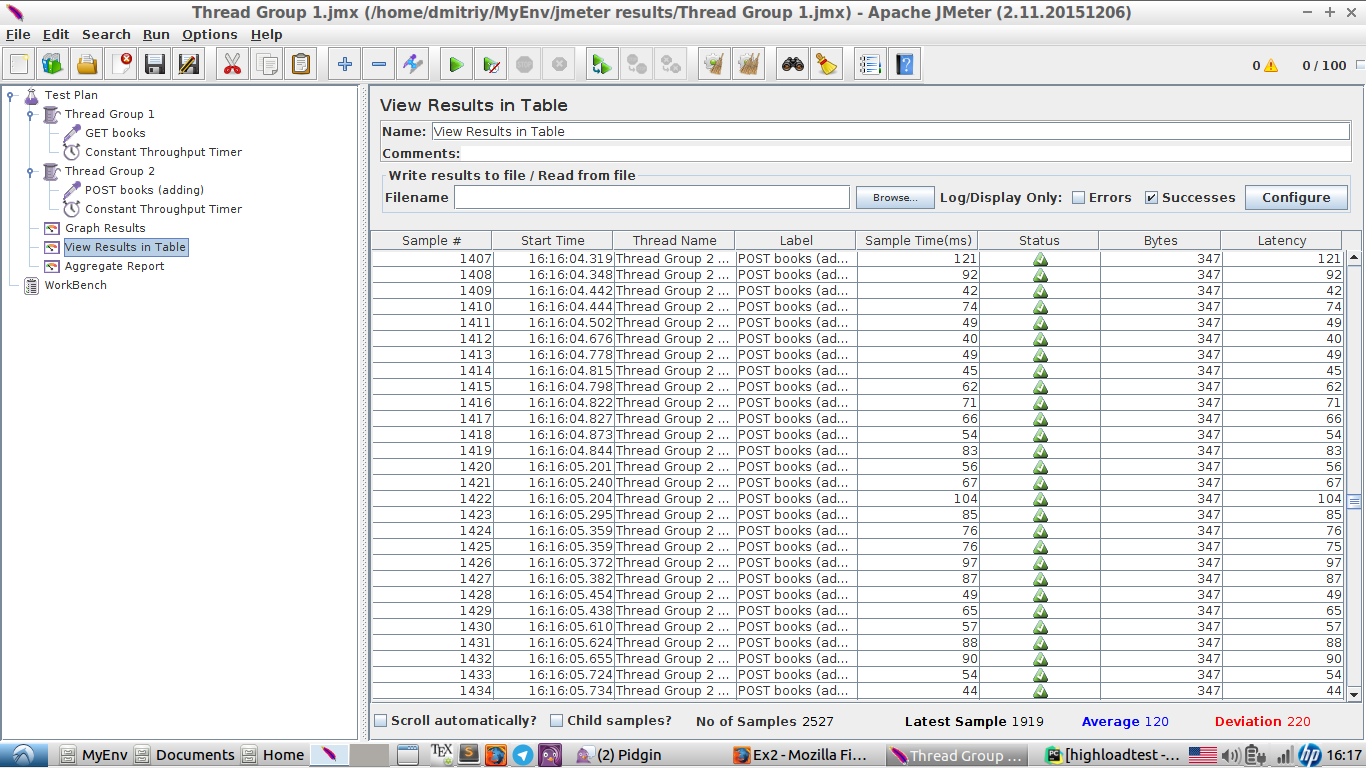 Thread Group 1.jmx (/home/dmitriy/MyEnv/jmeter results/Thread Group 1.jmx) - Apache JMeter (2.11.20151206)
File Edit Search Run Options Help
0 0 / 100
Test Plan
Thread Group 1
GET books
Constant Throughput Timer
Thread Group 2
POST books (adding)
Constant Throughput Timer
Graph Results
View Results in Table
Aggregate Report
WorkBench
View Results in Table
Name: View Results in Table
Comments:
Write results to file / Read from file
Filename Browse... Log/Display Only: Errors Successes Configure
Sample # Start Time Thread Name Label Sample Time(ms) Status Bytes Latency
1407 16:16:04.319 Thread Group 2 ... POST books (ad... 121 347 121
1408 16:16:04.348 Thread Group 2 ... POST books (ad... 92 347 92
1409 16:16:04.442 Thread Group 2 ... POST books (ad... 42 347 42
1410 16:16:04.444 Thread Group 2 ... POST books (ad... 74 347 74
1411 16:16:04.502 Thread Group 2 ... POST books (ad... 49 347 49
1412 16:16:04.676 Thread Group 2 ... POST books (ad... 40 347 40
1413 16:16:04.778 Thread Group 2 ... POST books (ad... 49 347 49
1414 16:16:04.815 Thread Group 2 ... POST books (ad... 45 347 45
1415 16:16:04.798 Thread Group 2 ... POST books (ad... 62 347 62
1416 16:16:04.822 Thread Group 2 ... POST books (ad... 71 347 71
1417 16:16:04.827 Thread Group 2 ... POST books (ad... 66 347 66
1418 16:16:04.873 Thread Group 2 ... POST books (ad... 54 347 54
1419 16:16:04.844 Thread Group 2 ... POST books (ad... 83 347 83
1420 16:16:05.201 Thread Group 2 ... POST books (ad... 56 347 56
1421 16:16:05.240 Thread Group 2 ... POST books (ad... 67 347 67
1422 16:16:05.204 Thread Group 2 ... POST books (ad... 104 347 104
1423 16:16:05.295 Thread Group 2 ... POST books (ad... 85 347 85
1424 16:16:05.359 Thread Group 2 ... POST books (ad... 76 347 76
1425 16:16:05.359 Thread Group 2 ... POST books (ad... 76 347 75
1426 16:16:05.372 Thread Group 2 ... POST books (ad... 97 347 97
1427 16:16:05.382 Thread Group 2 ... POST books (ad... 87 347 87
1428 16:16:05.454 Thread Group 2 ... POST books (ad... 49 347 49
1429 16:16:05.438 Thread Group 2 ... POST books (ad... 65 347 65
1430 16:16:05.610 Thread Group 2 ... POST books (ad... 57 347 57
1431 16:16:05.624 Thread Group 2 ... POST books (ad... 88 347 88
1432 16:16:05.655 Thread Group 2 ... POST books (ad... 90 347 90
1433 16:16:05.724 Thread Group 2 ... POST books (ad... 54 347 54
1434 16:16:05.734 Thread Group 2 ... POST books (ad... 44 347 44
Scroll automatically? Child samples? No of Samples 2527 Latest Sample 1919 Average 120 Deviation 220
MyEnv Documents Home TEX S (2) Pidgin Ex2 - Mozilla Fi... Thread Group ... PC [highloadtest -... hp 16:17